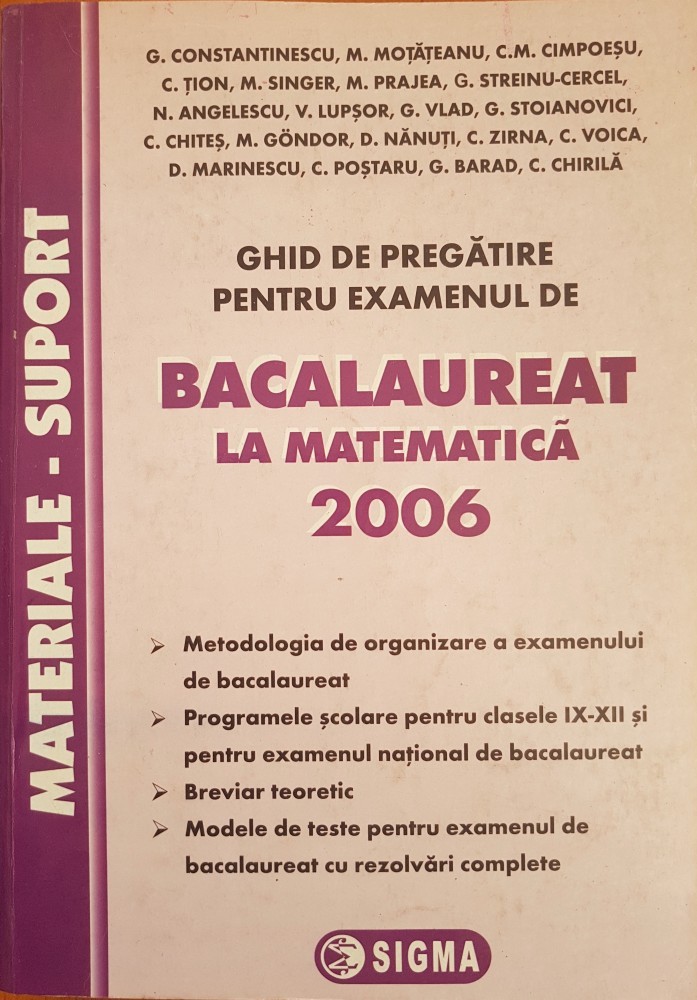 G. CONSTANTINESCU, M. MOȚĂȚEANU, C.M. CIMPOEȘU,
C. ȚION, M. SINGER, M. PRAJEA, G. STREINU-CERCEL,
N. ANGELESCU, V. LUPȘOR, G. VLAD, G. STOIANOVICI,
C. CHITEȘ, M. GÖNDOR, D. NĂNUȚI, C. ZIRNA, C. VOICA,
D. MARINESCU, C. POȘTARU, G. BARAD, C. CHIRILĂ
MATERIALE - SUPORT
GHID DE PREGĂTIRE
PENTRU EXAMENUL DE
BACALAUREAT
LA MATEMATICĂ
2006
➢ Metodologia de organizare a examenului
de bacalaureat
➢ Programele școlare pentru clasele IX-XII și
pentru examenul național de bacalaureat
➢ Breviar teoretic
➢ Modele de teste pentru examenul de
bacalaureat cu rezolvări complete
SIGMA